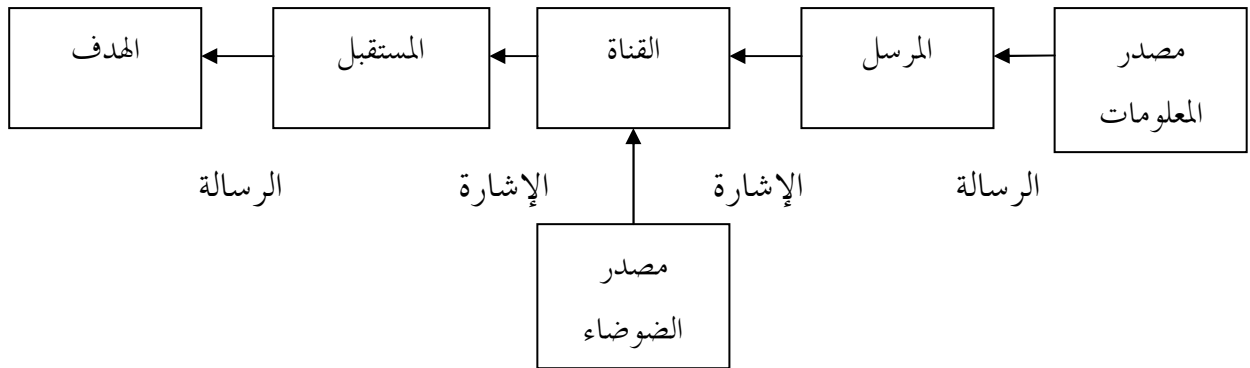 مصدر
المعلومات
المرسل
القناة
المستقبل
الهدف
الرسالة
الإشارة
الإشارة
الرسالة
مصدر
الضوضاء